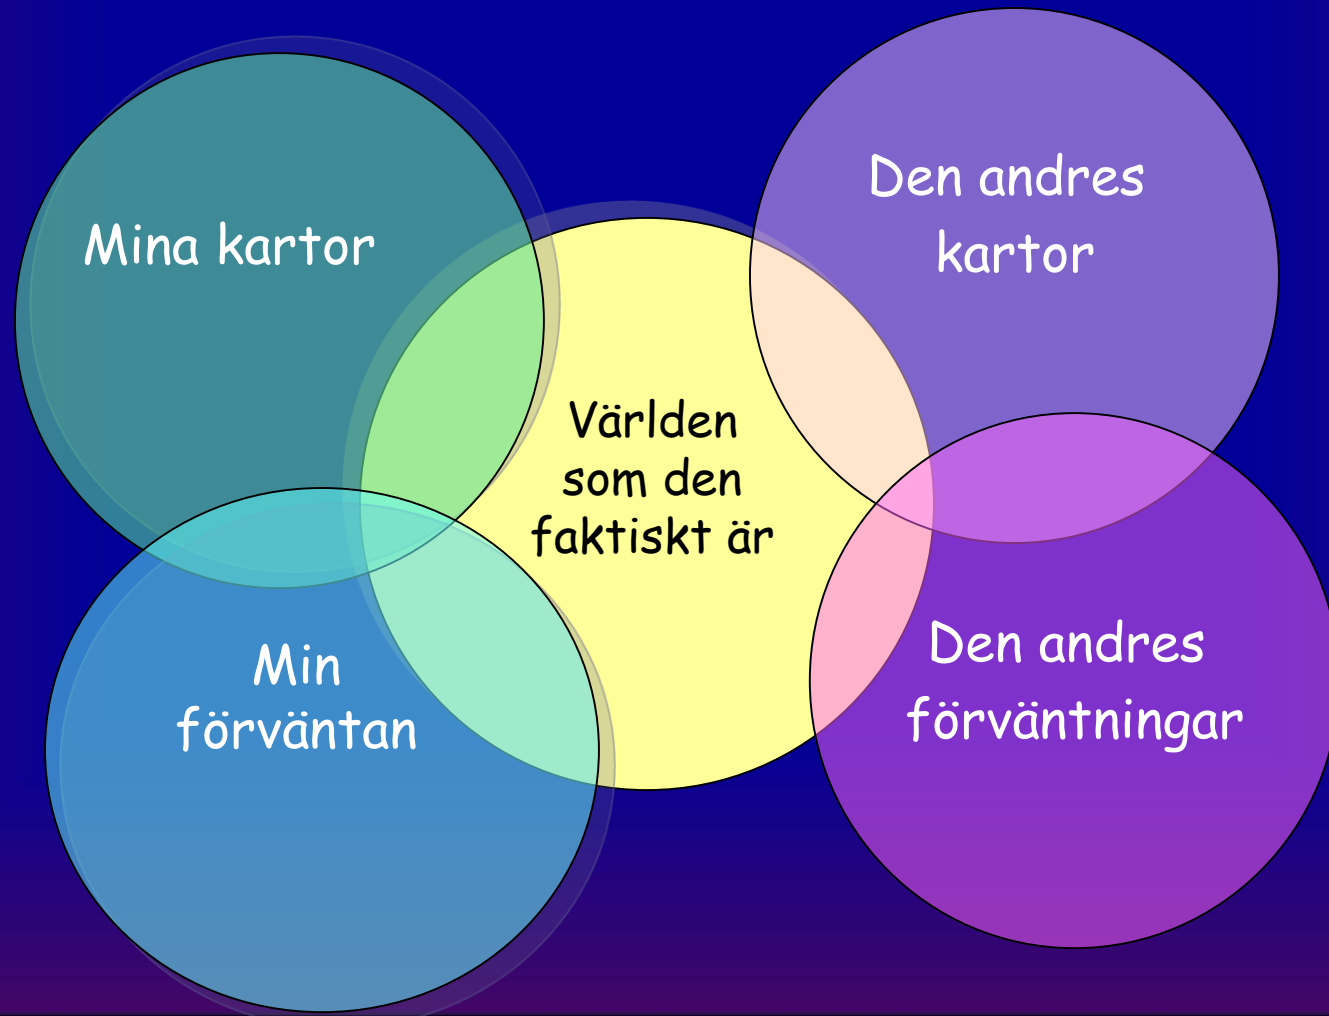 Mina kartor
Den andres
kartor
Världen
som den
faktiskt är
Min
förväntan
Den andres
förväntningar